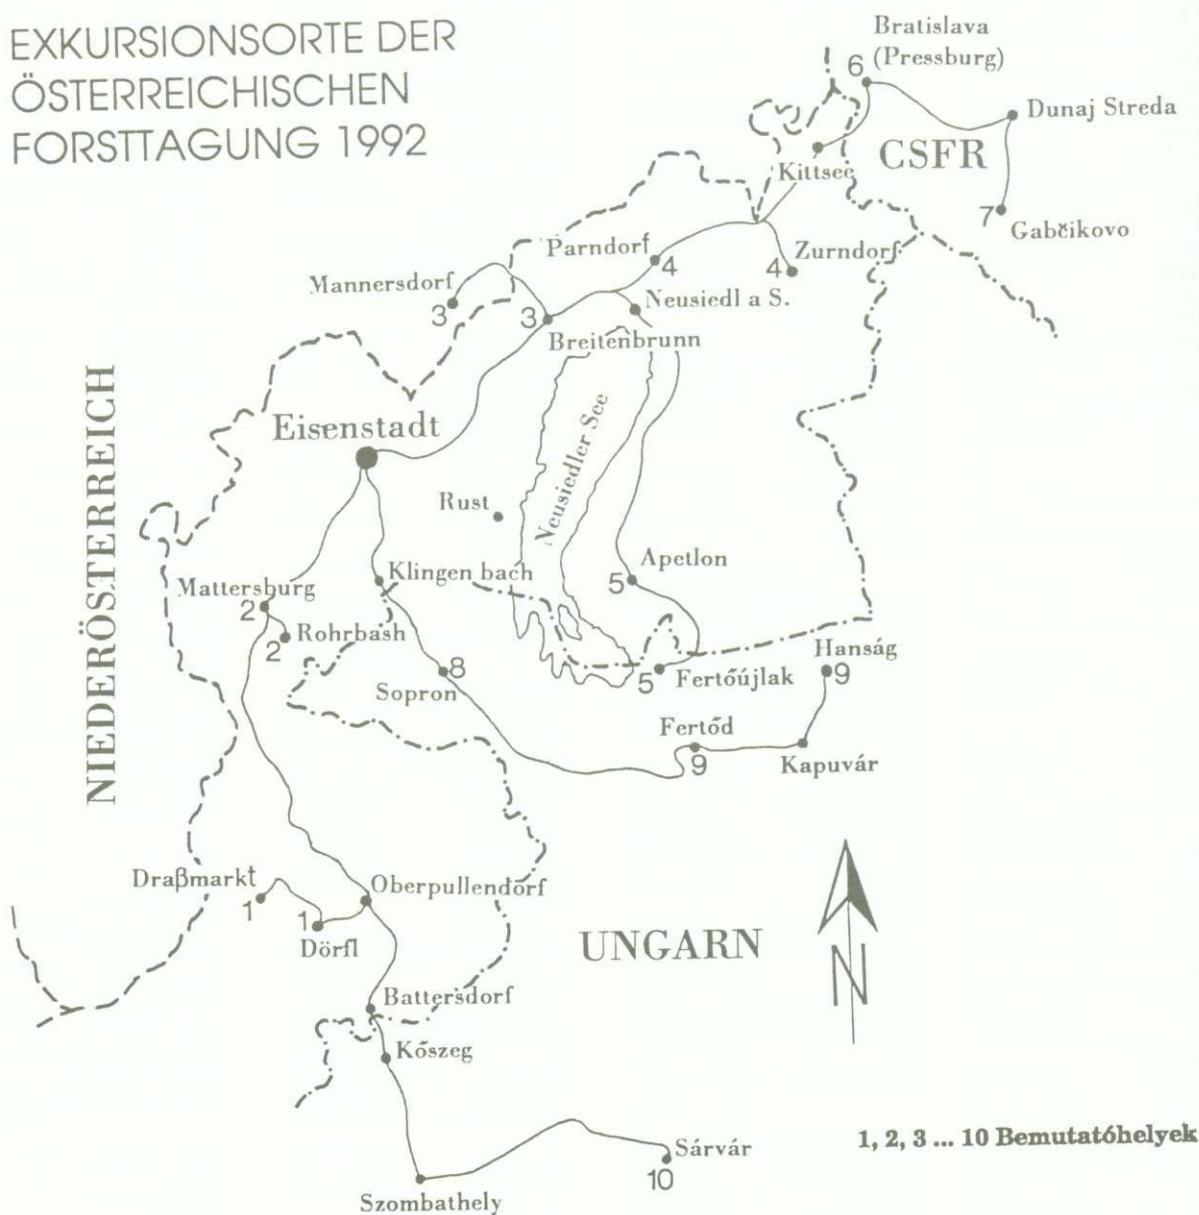 EXKURSIONSORTE DER
ÖSTERREICHISCHEN
FORSTTAGUNG 1992
Bratislava
(Pressburg)
6
Dunaj Streda
CSFR
Kittsee
7
Gabčikovo
Parndorf
4
4
Zurndorf
Mannersdorf
3
3
Neusiedl a S.
Breitenbrunn
NIEDERÖSTERREICH
Eisenstadt
Neusiedler See
Rust
Apetlon
5
Klingen bach
Mattersburg
2
2
Rohrbash
8
Sopron
5
Fertőújlak
Hanság
9
Fertőd
9
Kapuvár
Draßmarkt
1
1
Dörfl
Oberpullendorf
UNGARN
N
Battersdorf
Kőszeg
1, 2, 3 ... 10 Bemutatóhelyek
Sárvár
10
Szombathely